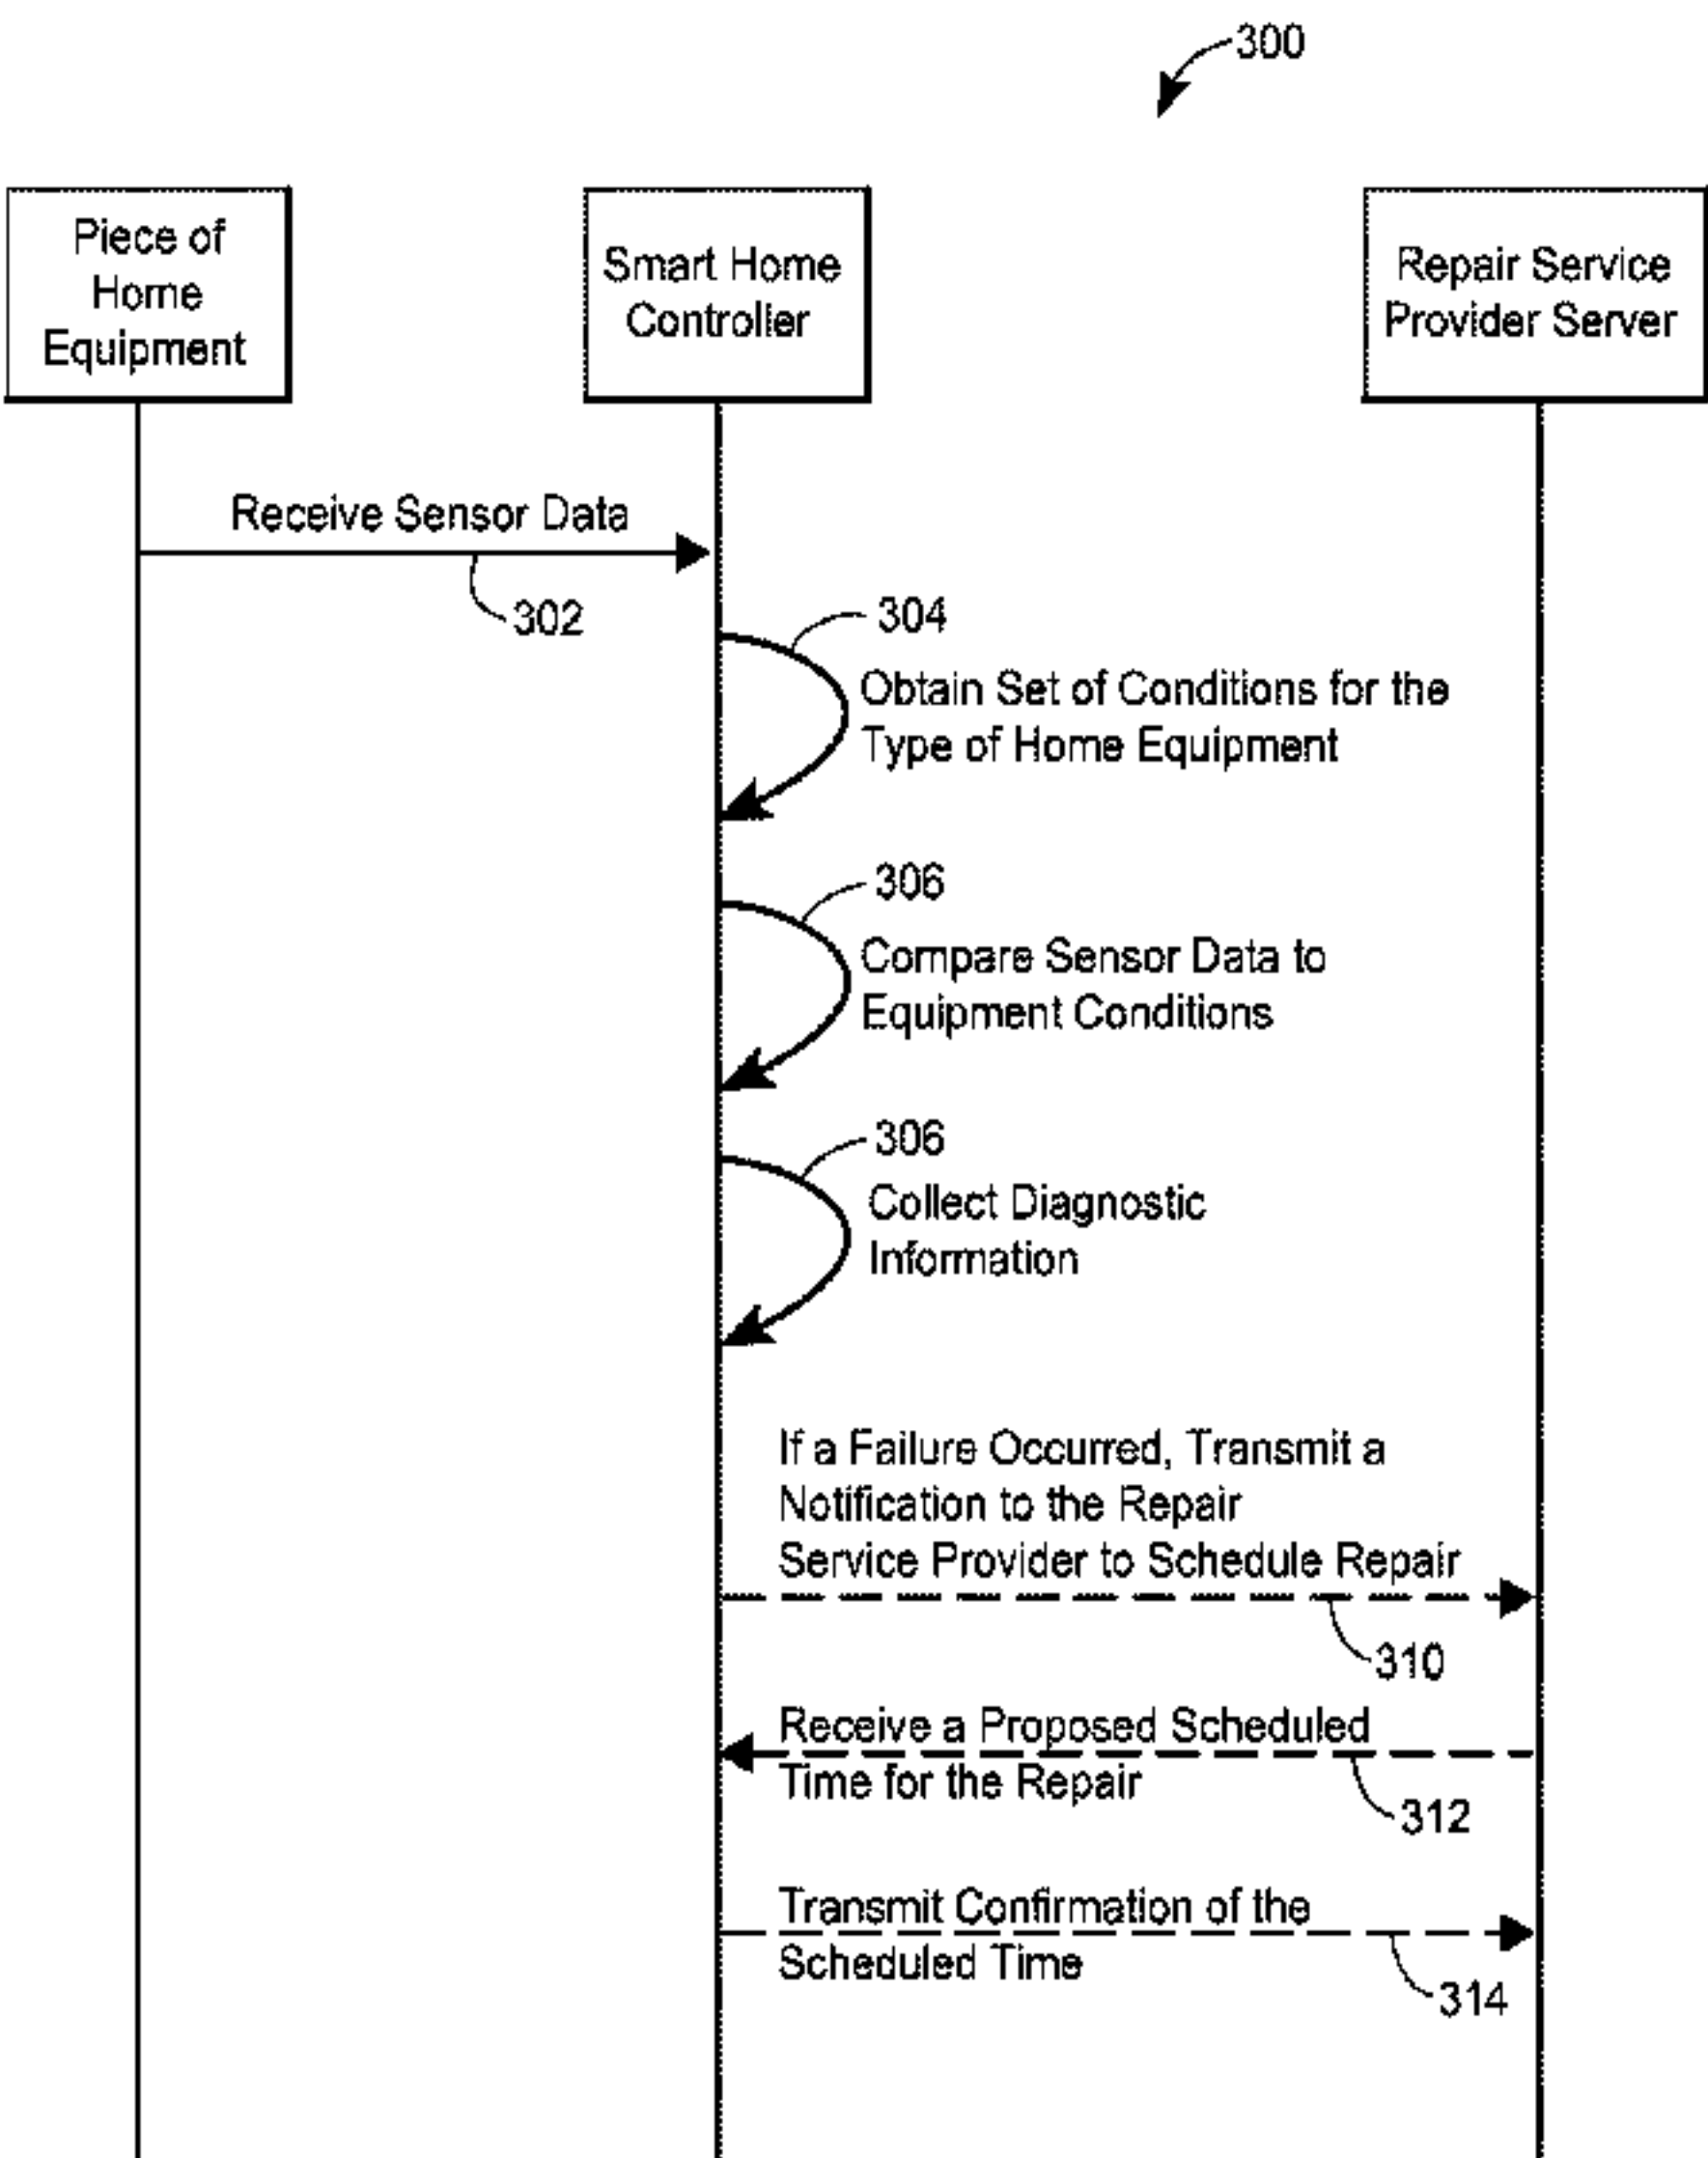 300
Piece of
Home
Equipment
Smart Home
Controller
Repair Service
Provider Server
Receive Sensor Data
302
304
Obtain Set of Conditions for the
Type of Home Equipment
306
Compare Sensor Data to
Equipment Conditions
306
Collect Diagnostic
Information
If a Failure Occurred, Transmit a
Notification to the Repair
Service Provider to Schedule Repair
310
Receive a Proposed Scheduled
Time for the Repair
312
Transmit Confirmation of the
Scheduled Time
314